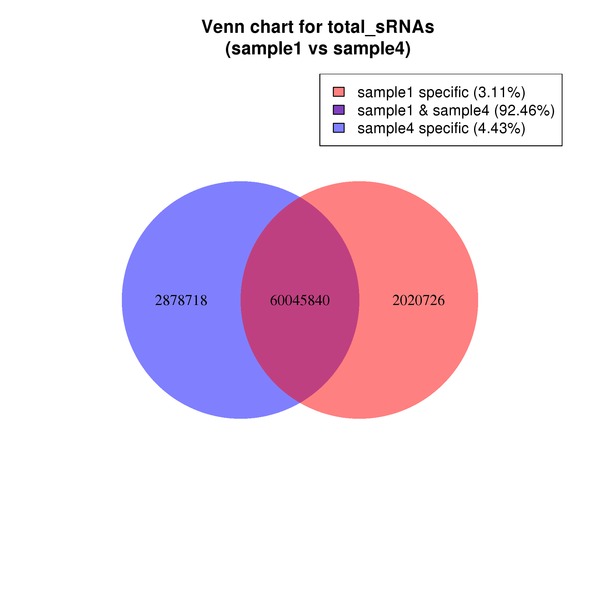 Venn chart for total_sRNAs
(sample1 vs sample4)
sample1 specific (3.11%)
sample1 & sample4 (92.46%)
sample4 specific (4.43%)
2878718 60045840 2020726